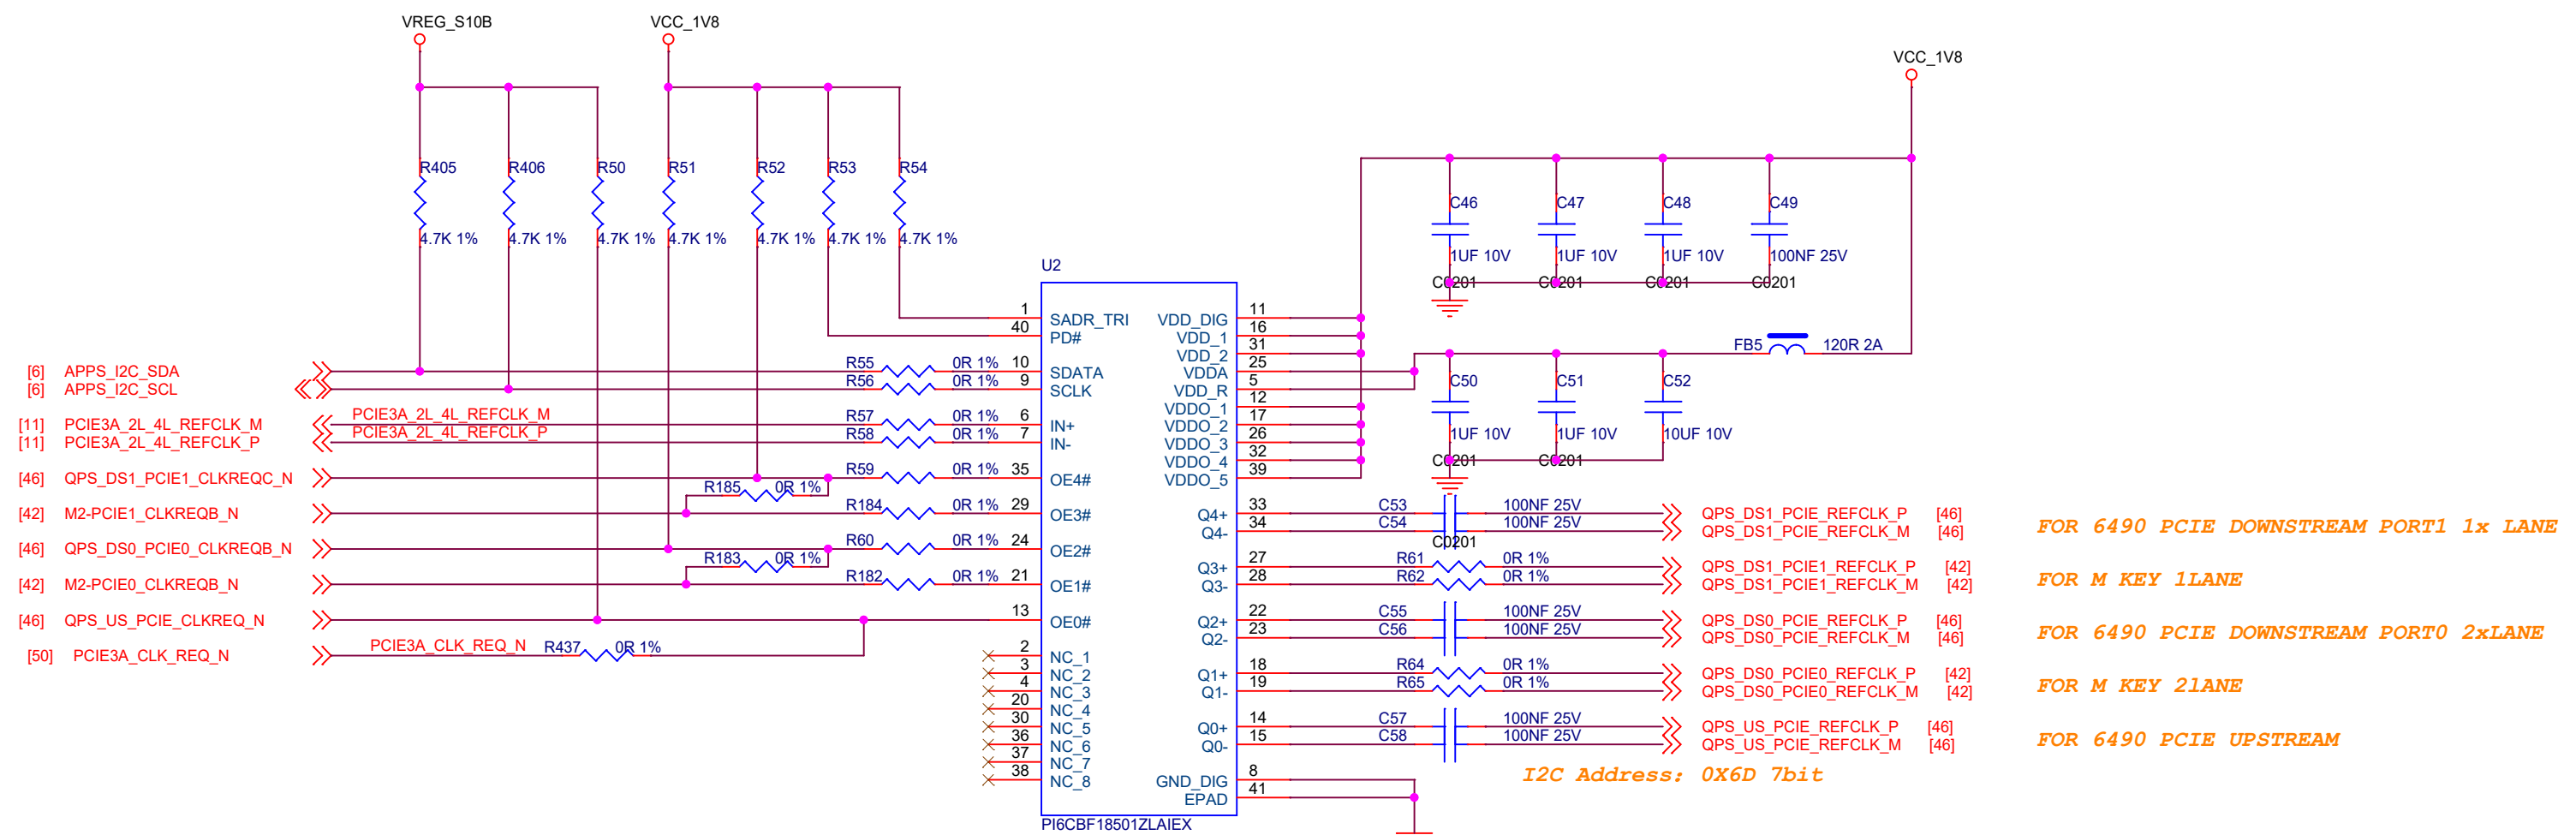 VREG_S10B
VCC_1V8
VCC_1V8
R405
R406
R50
R51
R52
R53
R54
4.7K 1%
4.7K 1%
4.7K 1%
4.7K 1%
4.7K 1%
4.7K 1%
4.7K 1%
C46
C47
C48
C49
1UF 10V
1UF 10V
1UF 10V
100NF 25V
C0201
C0201
C0201
C0201
U2
1 SADR_TRI
40 PD#
[6] APPS_I2C_SDA R55 0R 1% 10 SDATA
[6] APPS_I2C_SCL R56 0R 1% 9 SCLK
[11] PCIE3A_2L_4L_REFCLK_M PCIE3A_2L_4L_REFCLK_M R57 0R 1% 6 IN+
[11] PCIE3A_2L_4L_REFCLK_P PCIE3A_2L_4L_REFCLK_P R58 0R 1% 7 IN-
[46] QPS_DS1_PCIE1_CLKREQC_N R59 0R 1% 35 OE4#
R185 0R 1%
[42] M2-PCIE1_CLKREQB_N R184 0R 1% 29 OE3#
[46] QPS_DS0_PCIE0_CLKREQB_N R60 0R 1% 24 OE2#
R183 0R 1%
[42] M2-PCIE0_CLKREQB_N R182 0R 1% 21 OE1#
[46] QPS_US_PCIE_CLKREQ_N 13 OE0#
[50] PCIE3A_CLK_REQ_N PCIE3A_CLK_REQ_N R437 0R 1%
2 NC_1
3 NC_2
4 NC_3
20 NC_4
30 NC_5
36 NC_6
37 NC_7
38 NC_8
VDD_DIG 11
VDD_1 16
VDD_2 31
VDDA 25
VDD_R 5
VDDO_1 12
VDDO_2 17
VDDO_3 26
VDDO_4 32
VDDO_5 39
FB5 120R 2A
C50
C51
C52
1UF 10V
1UF 10V
10UF 10V
C0201
C0201
Q4+ 33 C53 100NF 25V QPS_DS1_PCIE_REFCLK_P [46]
Q4- 34 C54 100NF 25V QPS_DS1_PCIE_REFCLK_M [46]
C0201
FOR 6490 PCIE DOWNSTREAM PORT1 1x LANE
Q3+ 27 R61 0R 1% QPS_DS1_PCIE1_REFCLK_P [42]
Q3- 28 R62 0R 1% QPS_DS1_PCIE1_REFCLK_M [42]
FOR M KEY 1LANE
Q2+ 22 C55 100NF 25V QPS_DS0_PCIE_REFCLK_P [46]
Q2- 23 C56 100NF 25V QPS_DS0_PCIE_REFCLK_M [46]
FOR 6490 PCIE DOWNSTREAM PORT0 2xLANE
Q1+ 18 R64 0R 1% QPS_DS0_PCIE0_REFCLK_P [42]
Q1- 19 R65 0R 1% QPS_DS0_PCIE0_REFCLK_M [42]
FOR M KEY 2lANE
Q0+ 14 C57 100NF 25V QPS_US_PCIE_REFCLK_P [46]
Q0- 15 C58 100NF 25V QPS_US_PCIE_REFCLK_M [46]
FOR 6490 PCIE UPSTREAM
GND_DIG 8
EPAD 41
I2C Address: 0X6D 7bit
PI6CBF18501ZLAIEX